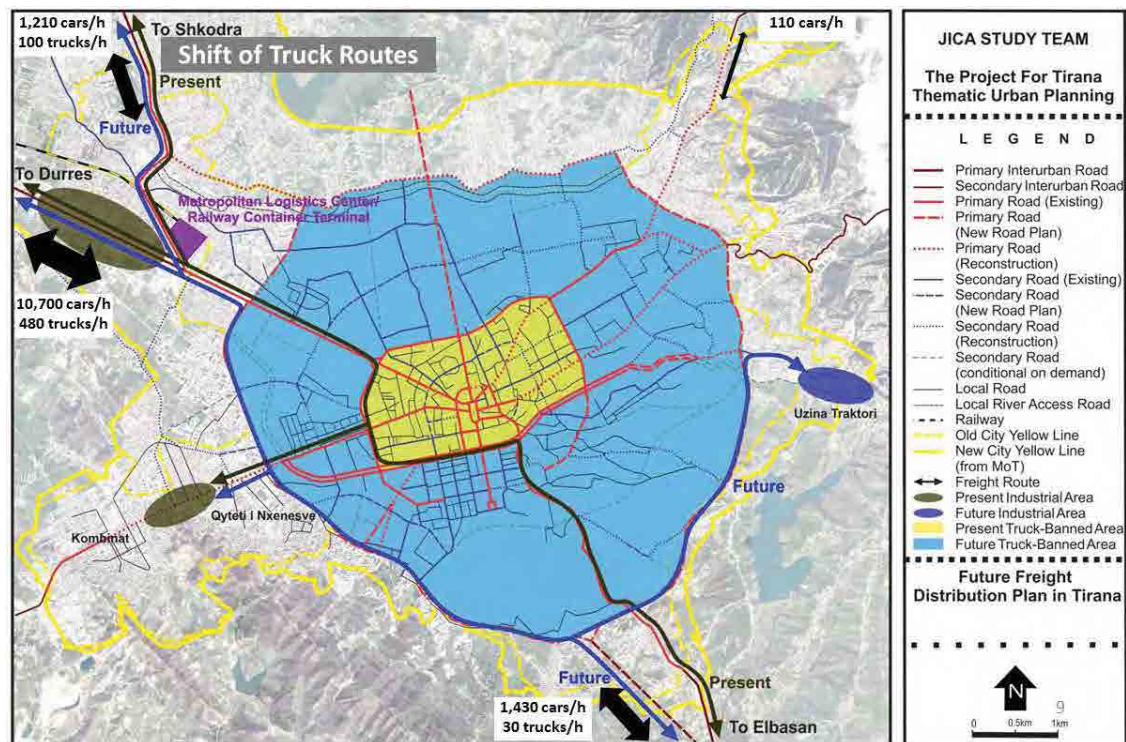 1,210 cars/h
100 trucks/h
To Shkodra
Shift of Truck Routes
110 cars/h
Present
Future
To Durres
Metropolitan Logistics Center/
Railway Container Terminal
10,700 cars/h
480 trucks/h
Uzina Traktori
Future
Qyteti I Nxenesve
Kombinat
Future
Present
1,430 cars/h
30 trucks/h
To Elbasan
JICA STUDY TEAM
The Project For Tirana
Thematic Urban Planning
LEGEND
Primary Interurban Road
Secondary Interurban Road
Primary Road (Existing)
Primary Road
(New Road Plan)
Primary Road
(Reconstruction)
Secondary Road (Existing)
Secondary Road
(New Road Plan)
Secondary Road
(Reconstruction)
Secondary Road
(conditional on demand)
Local Road
Local River Access Road
Railway
Old City Yellow Line
New City Yellow Line
(from MoT)
Freight Route
Present Industrial Area
Future Industrial Area
Present Truck-Banned Area
Future Truck-Banned Area
Future Freight
Distribution Plan in Tirana
N
9
0 0.5km 1km